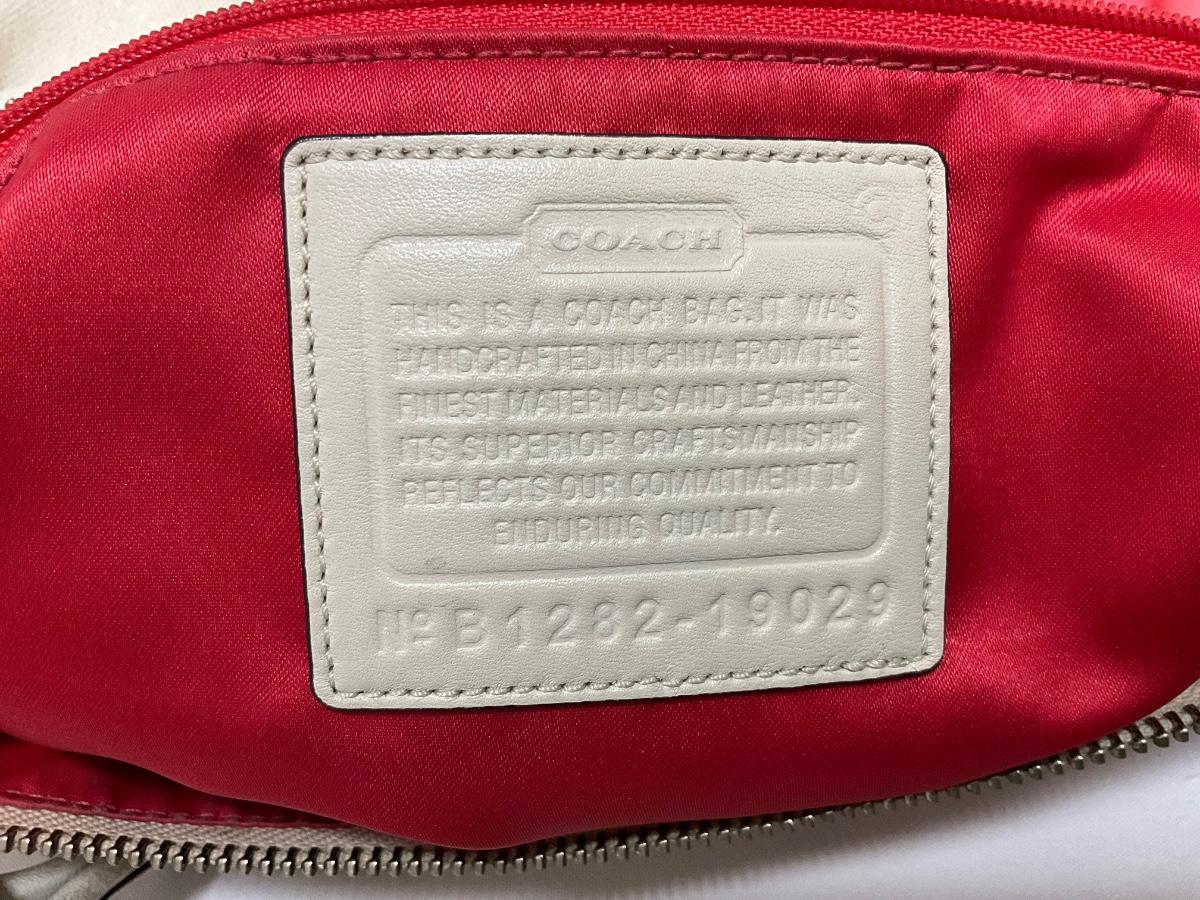 COACH
THIS IS A COACH BAG. IT WAS
HANDCRAFTED IN CHINA FROM THE
FINEST MATERIALS AND LEATHER.
ITS SUPERIOR CRAFTSMANSHIP
REFLECTS OUR COMMITMENT TO
ENDURING QUALITY.
Nº B1282-19029